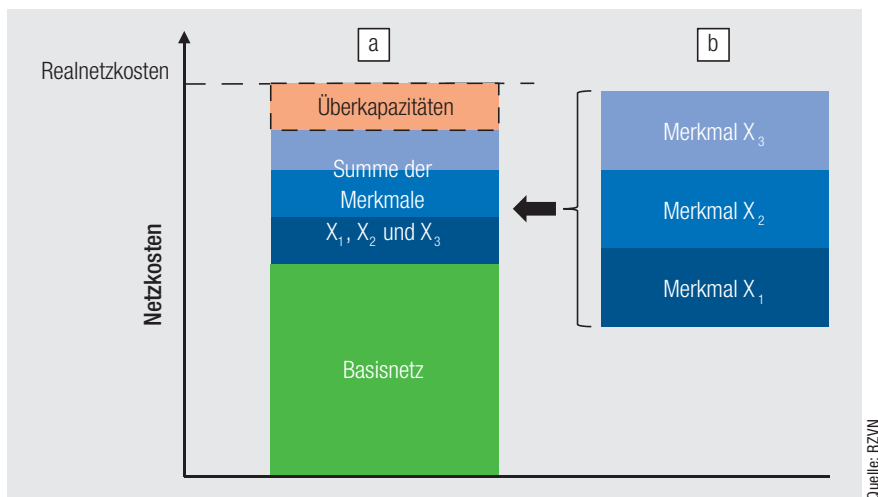 a
b
Realnetzkosten
Überkapazitäten
Summe der
Merkmale
X₁, X₂ und X₃
Basisnetz
Merkmal X₃
Merkmal X₂
Merkmal X₁
Netzkosten
Quelle: RZVN